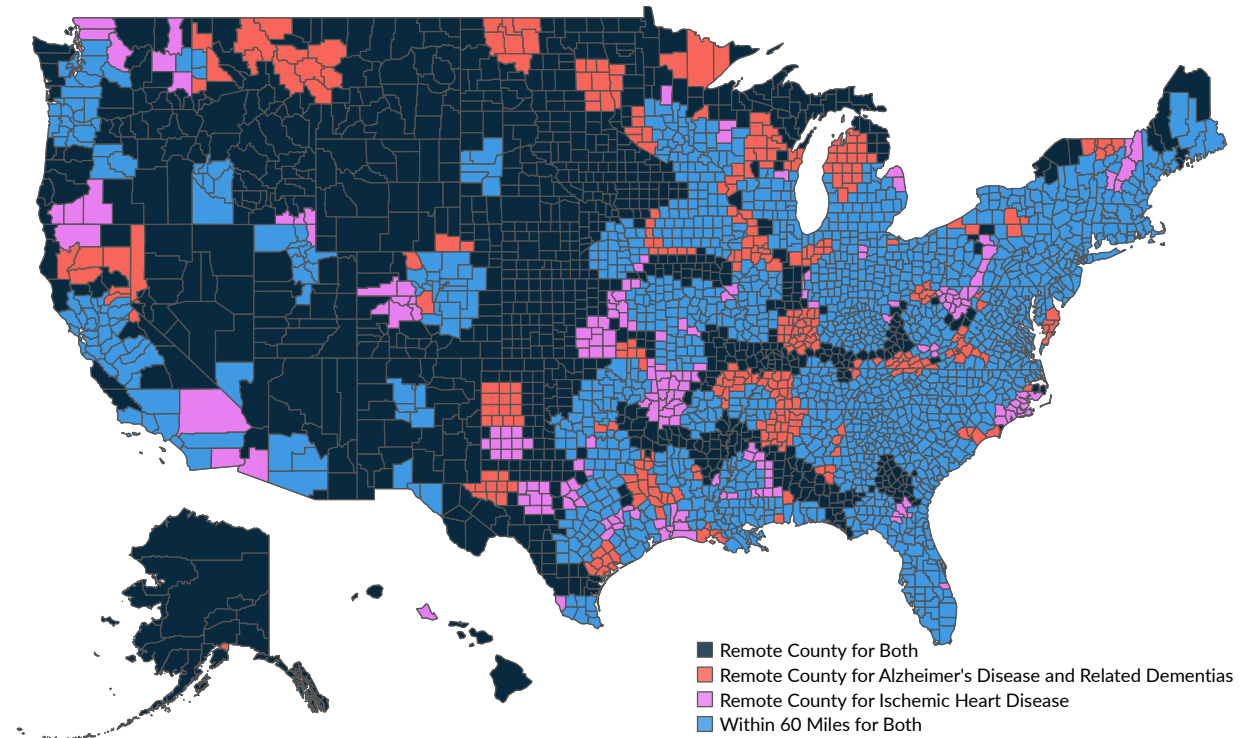 Remote County for Both
Remote County for Alzheimer's Disease and Related Dementias
Remote County for Ischemic Heart Disease
Within 60 Miles for Both